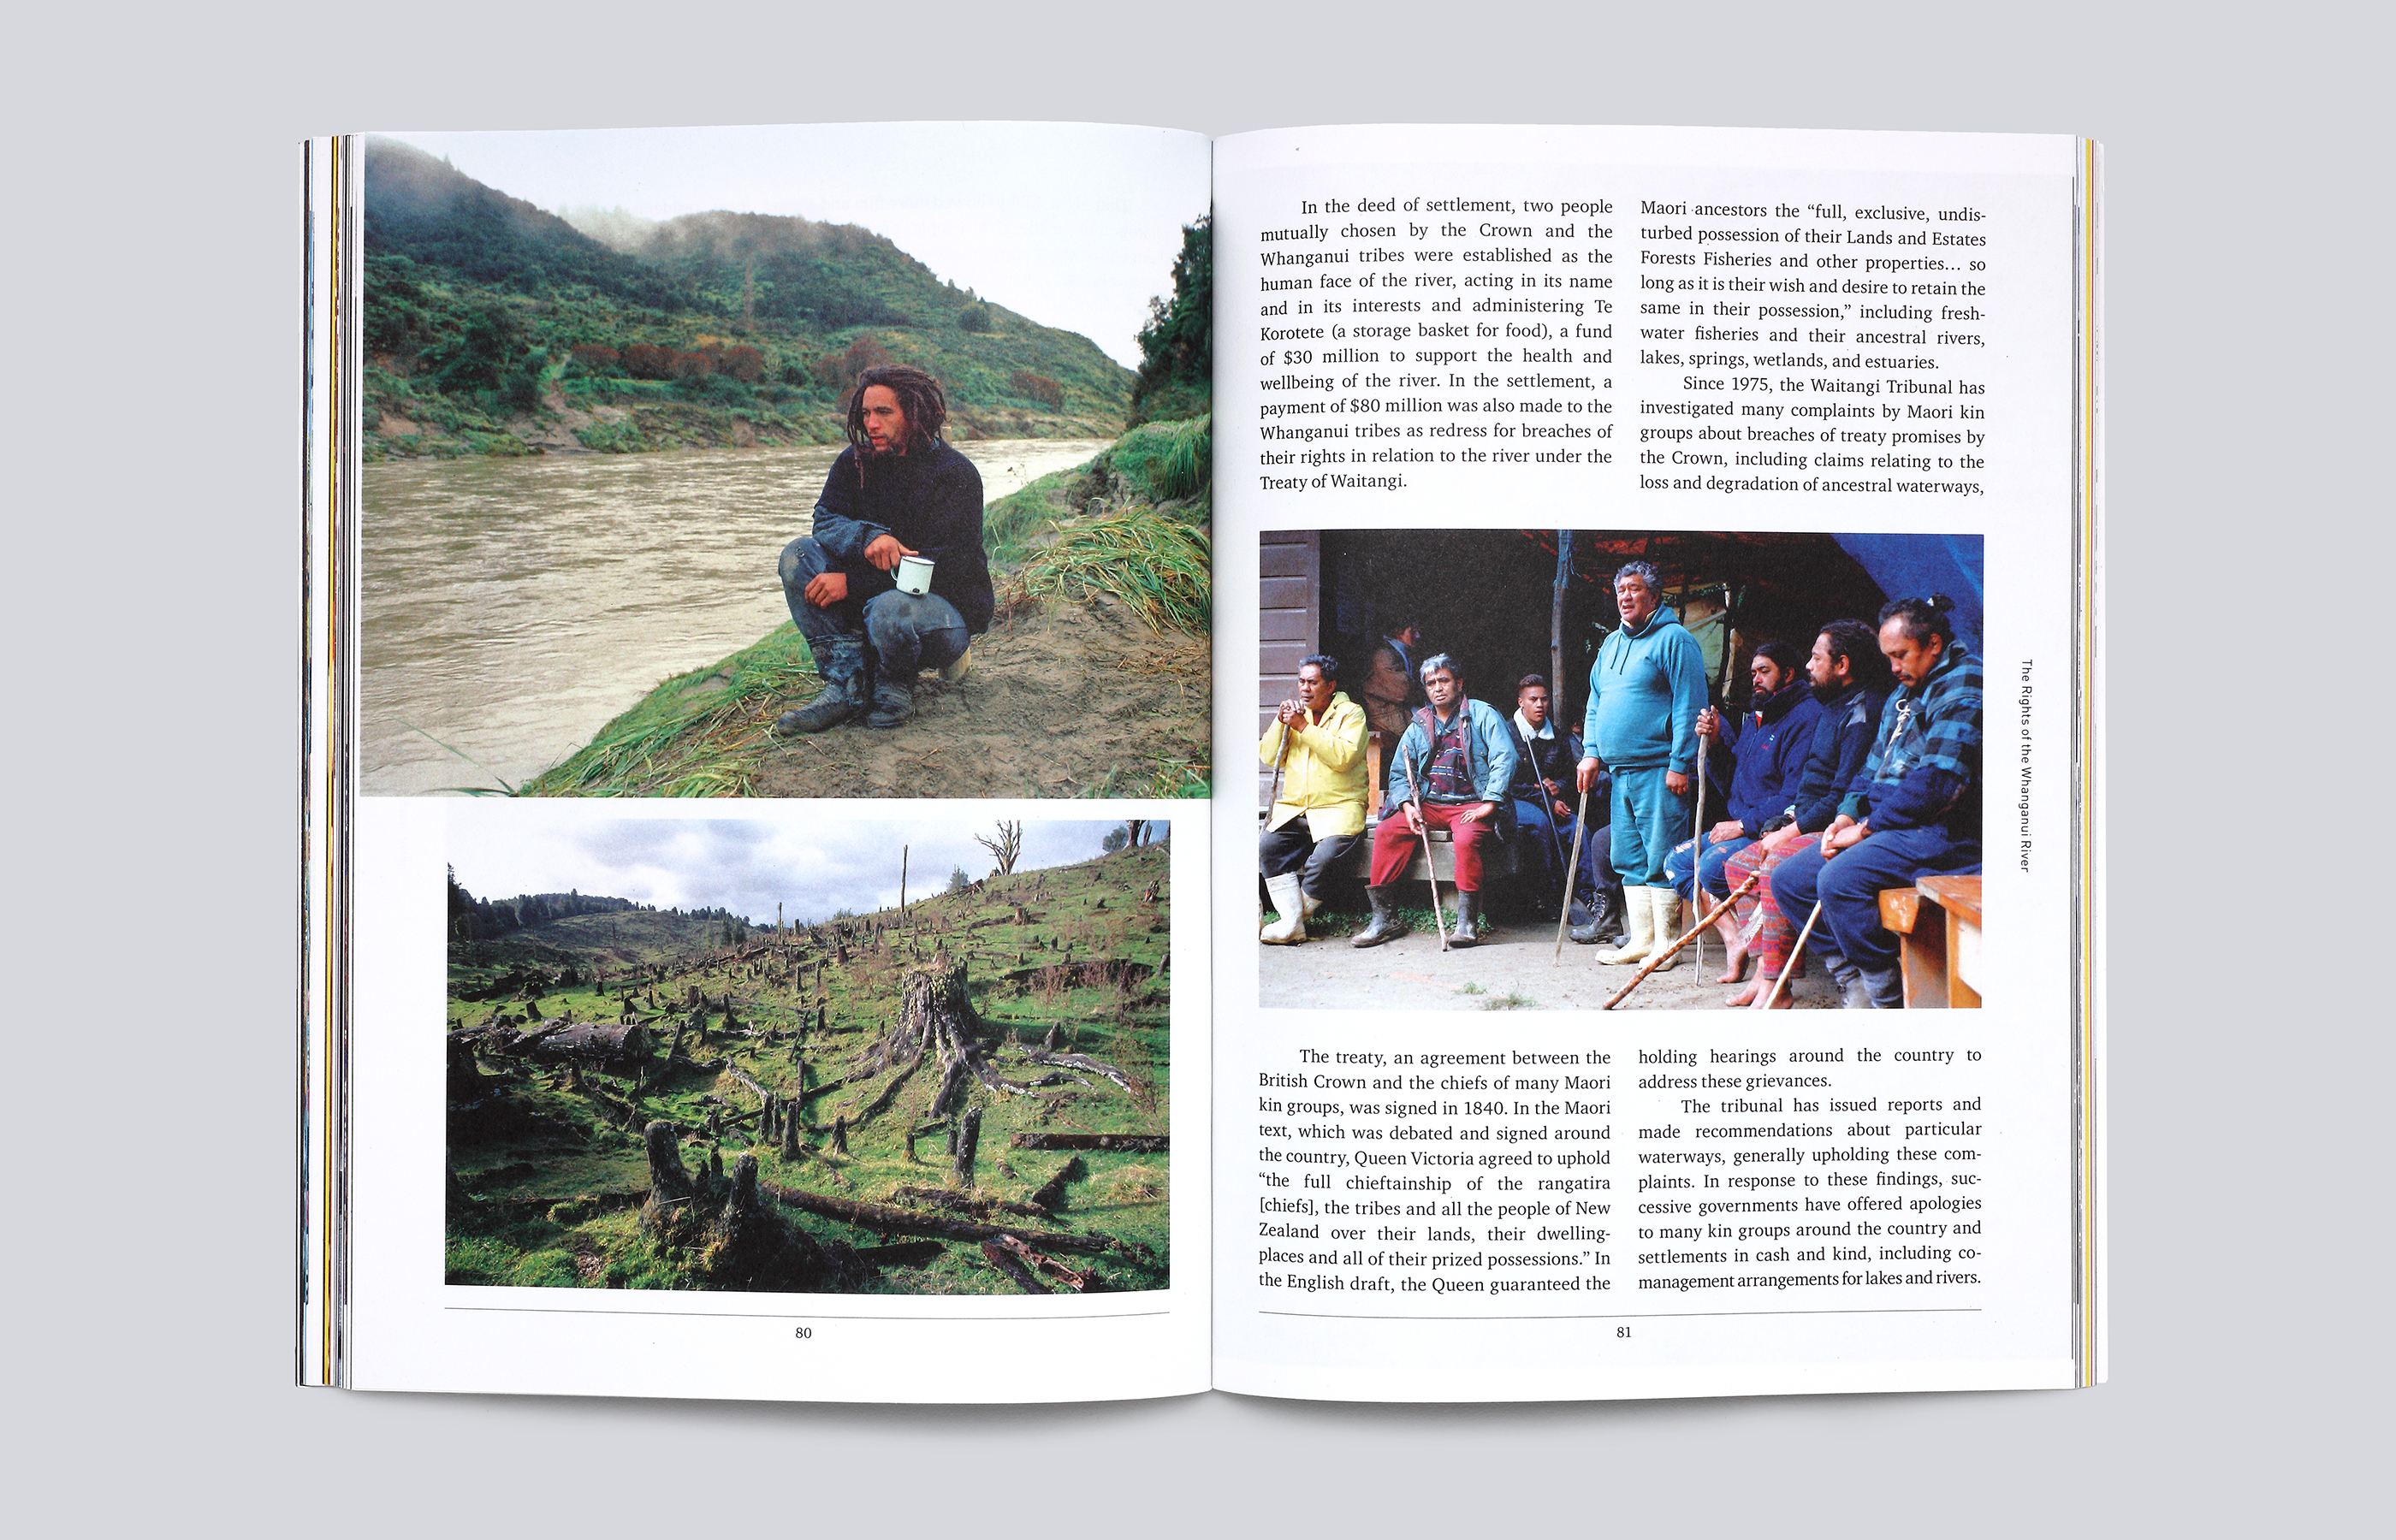 In the deed of settlement, two people
mutually chosen by the Crown and the
Whanganui tribes were established as the
human face of the river, acting in its name
and in its interests and administering Te
Korotete (a storage basket for food), a fund
of $30 million to support the health and
wellbeing of the river. In the settlement, a
payment of $80 million was also made to the
Whanganui tribes as redress for breaches of
their rights in relation to the river under the
Treaty of Waitangi.
The treaty, an agreement between the
British Crown and the chiefs of many Maori
kin groups, was signed in 1840. In the Maori
text, which was debated and signed around
the country, Queen Victoria agreed to uphold
“the full chieftainship of the rangatira
[chiefs], the tribes and all the people of New
Zealand over their lands, their dwelling-
places and all of their prized possessions.” In
the English draft, the Queen guaranteed the
Maori ancestors the “full, exclusive, undis-
turbed possession of their Lands and Estates
Forests Fisheries and other properties… so
long as it is their wish and desire to retain the
same in their possession,” including fresh-
water fisheries and their ancestral rivers,
lakes, springs, wetlands, and estuaries.
Since 1975, the Waitangi Tribunal has
investigated many complaints by Maori kin
groups about breaches of treaty promises by
the Crown, including claims relating to the
loss and degradation of ancestral waterways,
holding hearings around the country to
address these grievances.
The tribunal has issued reports and
made recommendations about particular
waterways, generally upholding these com-
plaints. In response to these findings, suc-
cessive governments have offered apologies
to many kin groups around the country and
settlements in cash and kind, including co-
management arrangements for lakes and rivers.
The Rights of the Whanganui River
80
81